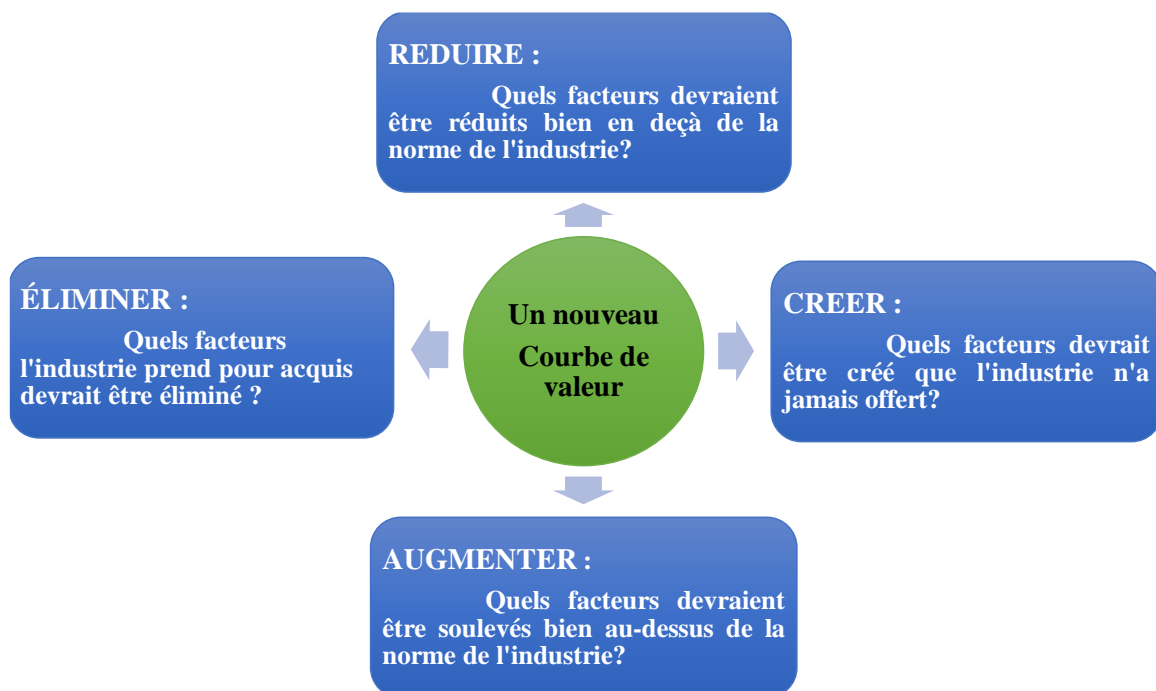 REDUIRE :
Quels facteurs devraient
être réduits bien en deçà de la
norme de l'industrie?
ÉLIMINER :
Quels facteurs
l'industrie prend pour acquis
devrait être éliminé ?
Un nouveau
Courbe de
valeur
CREER :
Quels facteurs devrait
être créé que l'industrie n'a
jamais offert?
AUGMENTER :
Quels facteurs devraient
être soulevés bien au-dessus de la
norme de l'industrie?